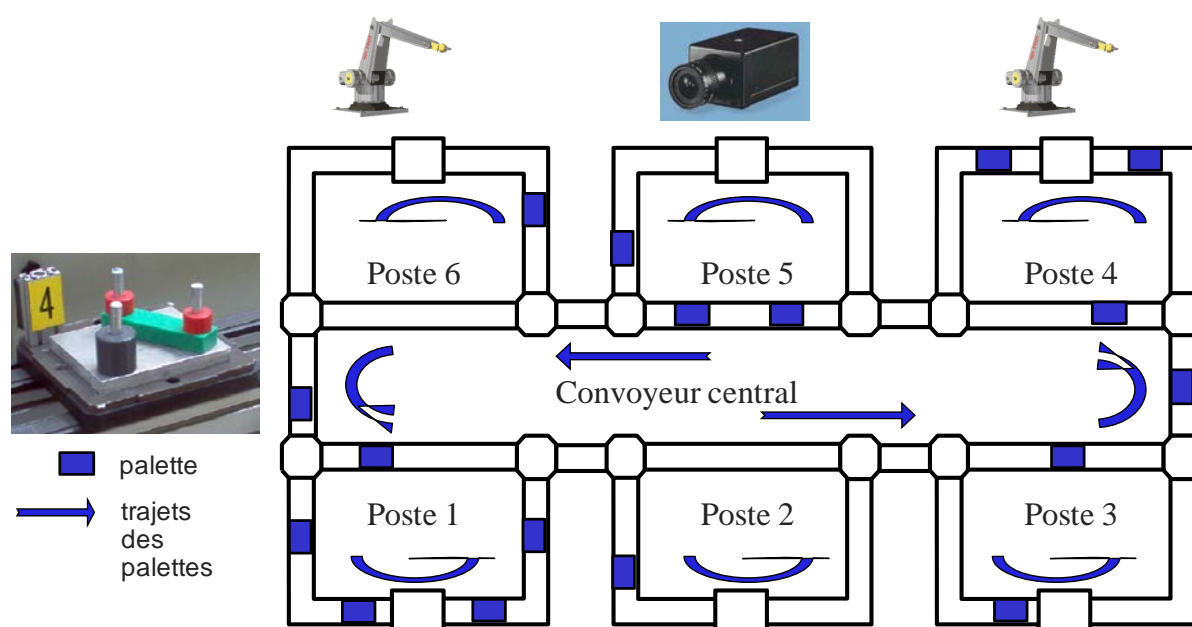 Poste 6
Poste 5
Poste 4
4
Convoyeur central
palette
trajets
des
palettes
Poste 1
Poste 2
Poste 3